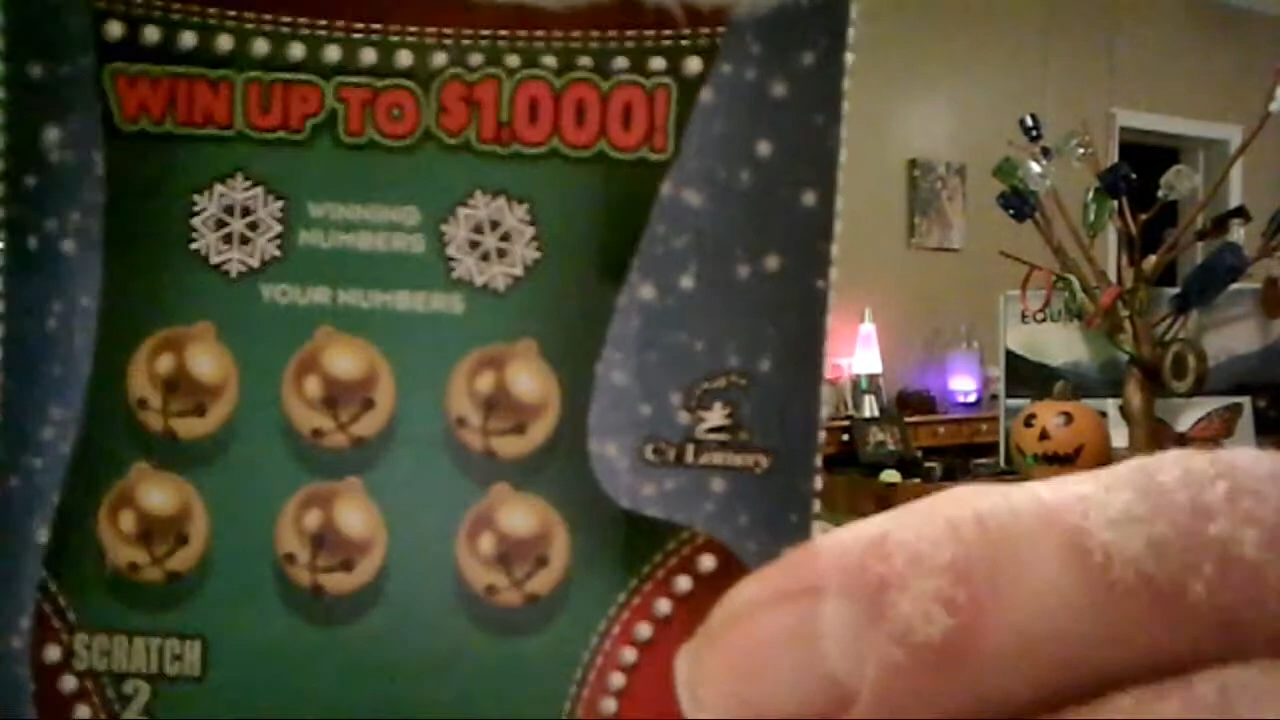 WIN UP TO $1,000!
WINNING
NUMBERS
YOUR NUMBERS
CT Lottery
SCRATCH
2